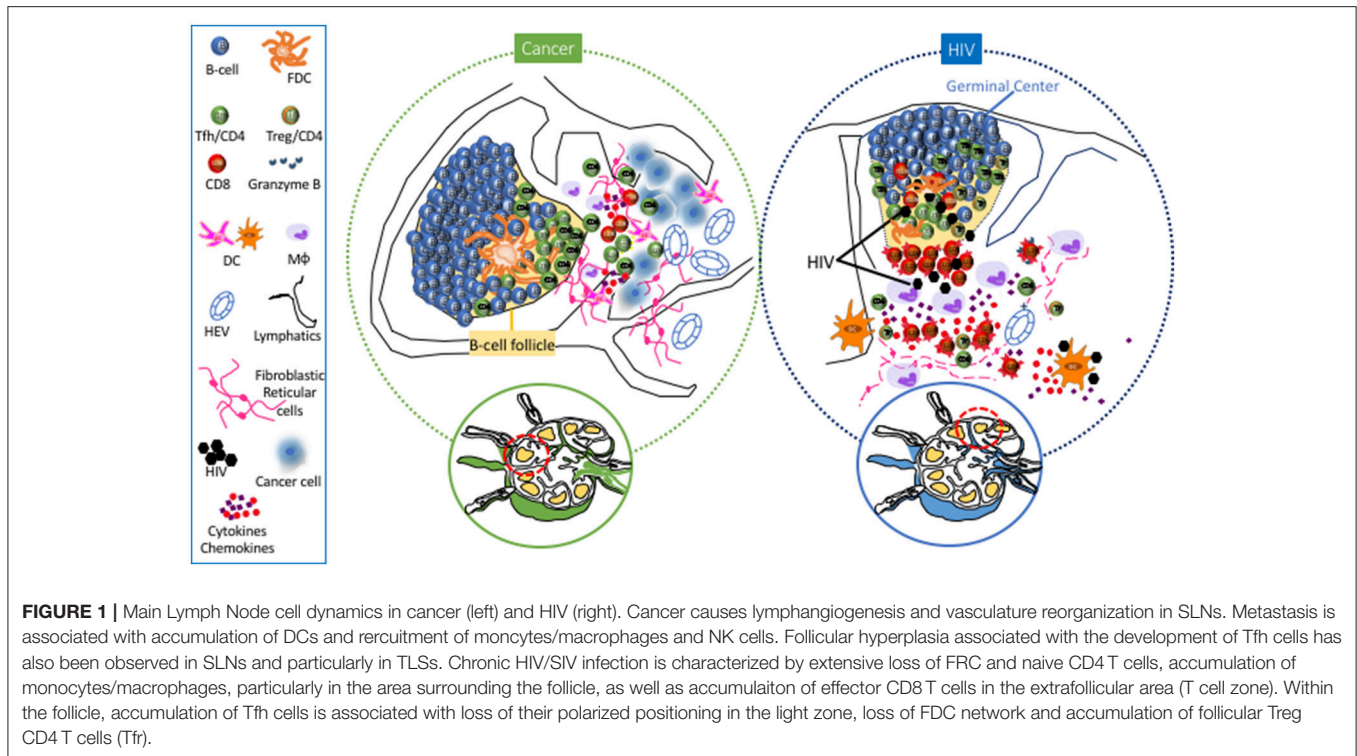 B-cell
FDC
Tfh/CD4
Treg/CD4
CD8
Granzyme B
DC
MΦ
HEV
Lymphatics
Fibroblastic
Reticular
cells
HIV
Cancer cell
Cytokines
Chemokines
Cancer
B-cell follicle
HIV
Germinal Center
HIV
FIGURE 1 | Main Lymph Node cell dynamics in cancer (left) and HIV (right). Cancer causes lymphangiogenesis and vasculature reorganization in SLNs. Metastasis is
associated with accumulation of DCs and rercuitment of moncytes/macrophages and NK cells. Follicular hyperplasia associated with the development of Tfh cells has
also been observed in SLNs and particularly in TLSs. Chronic HIV/SIV infection is characterized by extensive loss of FRC and naive CD4 T cells, accumulation of
monocytes/macrophages, particularly in the area surrounding the follicle, as well as accumulaiton of effector CD8 T cells in the extrafollicular area (T cell zone). Within
the follicle, accumulation of Tfh cells is associated with loss of their polarized positioning in the light zone, loss of FDC network and accumulation of follicular Treg
CD4 T cells (Tfr).